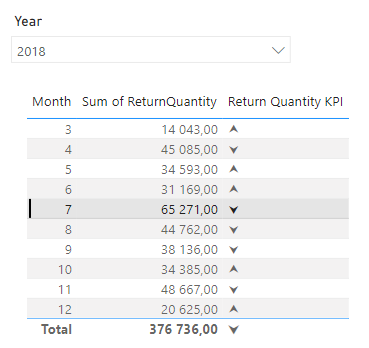 Year
2018
Month Sum of ReturnQuantity Return Quantity KPI
3 14 043,00
4 45 085,00
5 34 593,00
6 31 169,00
7 65 271,00
8 44 762,00
9 38 136,00
10 34 385,00
11 48 667,00
12 20 625,00
Total 376 736,00